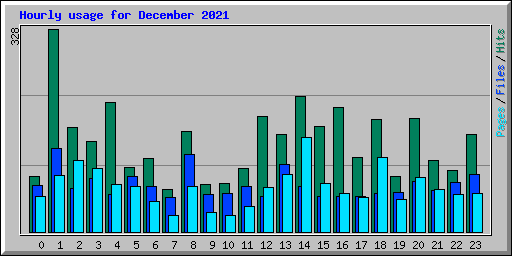 Hourly usage for December 2021
328
Pages/Files/Hits
0 1 2 3 4 5 6 7 8 9 10 11 12 13 14 15 16 17 18 19 20 21 22 23